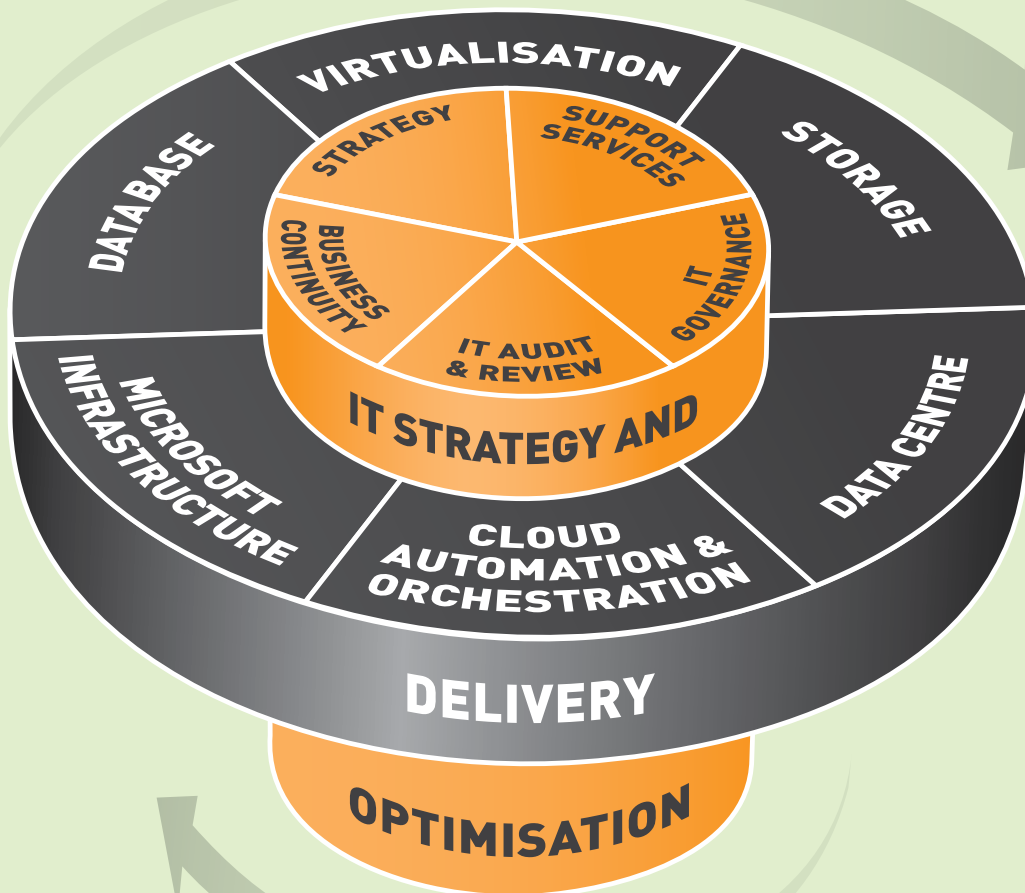 VIRTUALISATION
STORAGE
DATABASE
STRATEGY
SUPPORT
SERVICES
BUSINESS
CONTINUITY
IT
GOVERNANCE
IT AUDIT
& REVIEW
IT STRATEGY AND
MICROSOFT
INFRASTRUCTURE
DATA CENTRE
CLOUD
AUTOMATION &
ORCHESTRATION
DELIVERY
OPTIMISATION